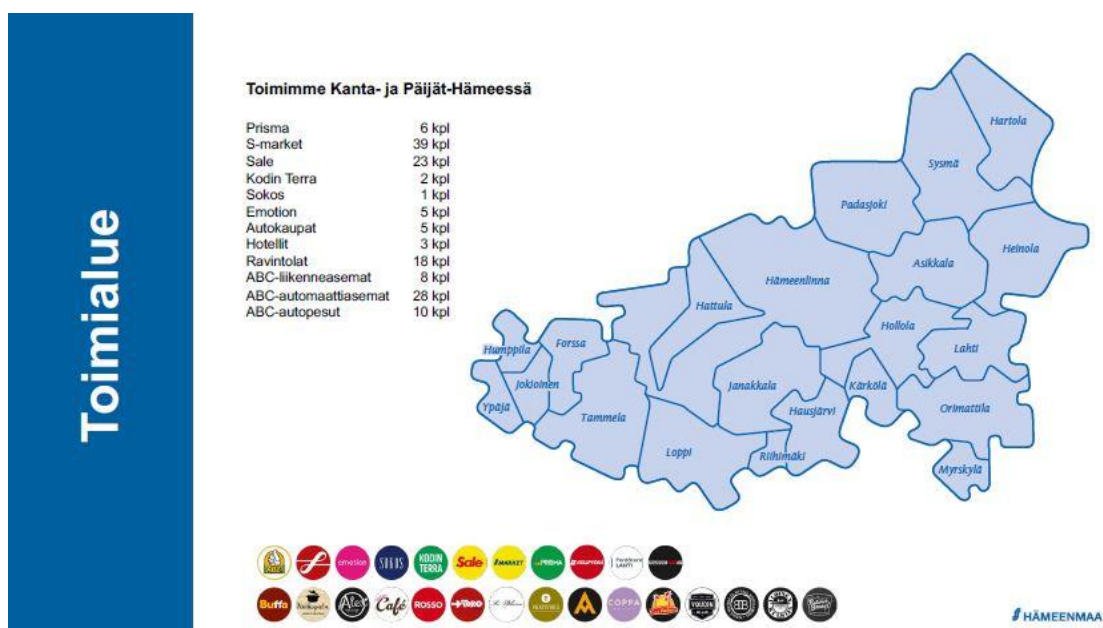 Toimialue
Toimimme Kanta- ja Päijät-Hämeessä
Prisma 6 kpl
S-market 39 kpl
Sale 23 kpl
Kodin Terra 2 kpl
Sokos 1 kpl
Emotion 5 kpl
Autokaupat 5 kpl
Hotellit 3 kpl
Ravintolat 18 kpl
ABC-liikenneasemat 8 kpl
ABC-automaattiasemat 28 kpl
ABC-autopesut 10 kpl
Hartola
Sysmä
Padasjoki
Heinola
Asikkala
Hämeenlinna
Hattula
Hollola
Lahti
Humppila
Forssa
Jokioinen
Ypäjä
Tammela
Janakkala
Kärkölä
Hausjärvi
Orimattila
Loppi
Riihimäki
Myrskylä
emotion
SOKOS
KODIN TERRA
Sale
S-MARKET
PRISMA
LAHTI
Buffa
Alex
Café
ROSSO
COPPA
HÄMEENMAA